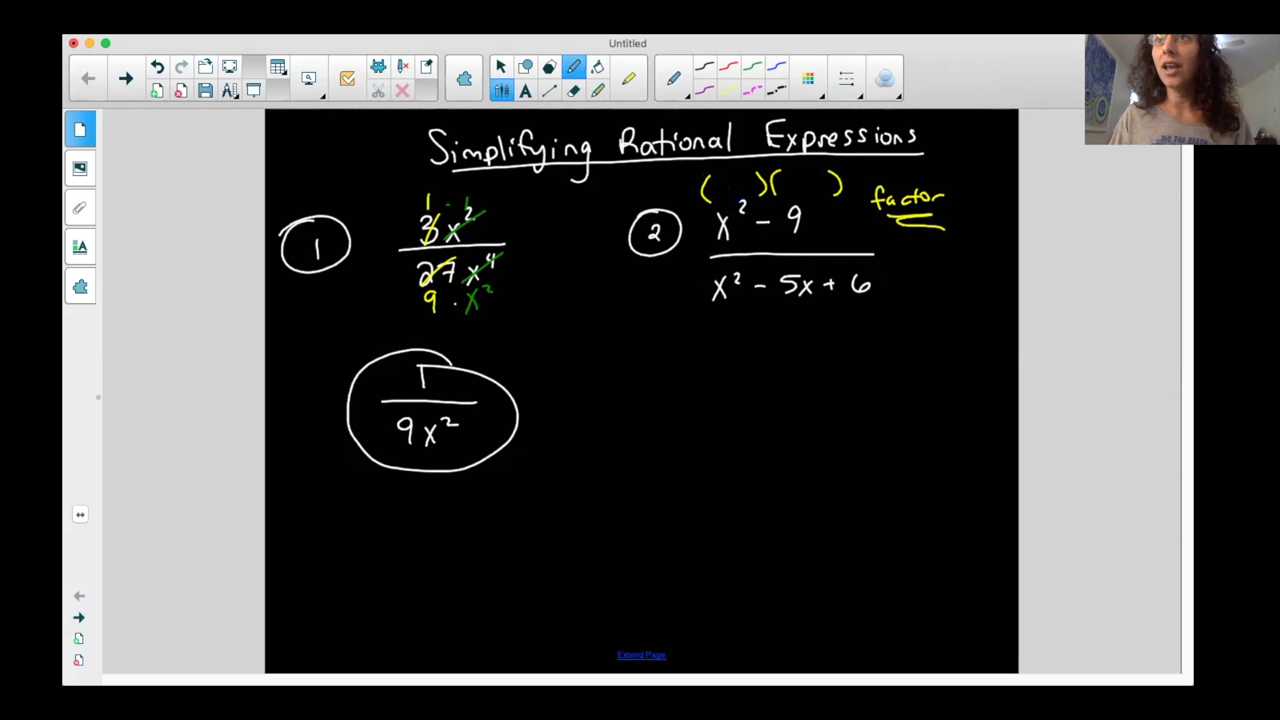 Untitled
Simplifying Rational Expressions
( )( ) factor
1 · 1
① 3x² ② x² - 9
27x⁴ x² - 5x + 6
9 · x²
1
9x²
Extend Page